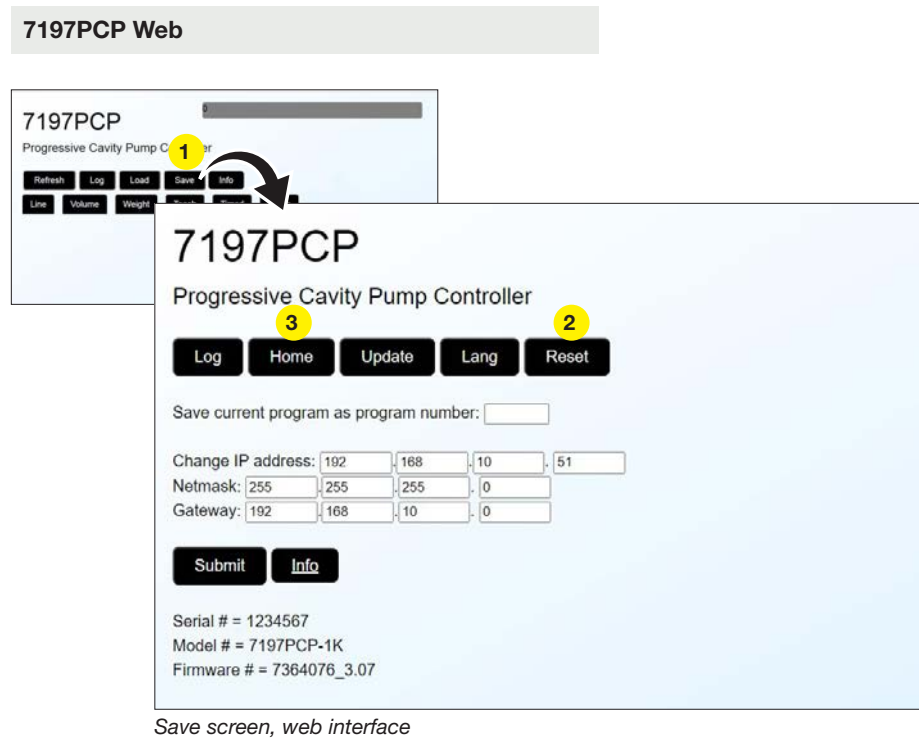 7197PCP Web
0
7197PCP
Progressive Cavity Pump C er
1
Refresh Log Load Save Info
Line Volume Weight
7197PCP
Progressive Cavity Pump Controller
3 2
Log Home Update Lang Reset
Save current program as program number:
Change IP address: 192 . 168 . 10 . 51
Netmask: 255 . 255 . 255 . 0
Gateway: 192 . 168 . 10 . 0
Submit Info
Serial # = 1234567
Model # = 7197PCP-1K
Firmware # = 7364076_3.07
Save screen, web interface